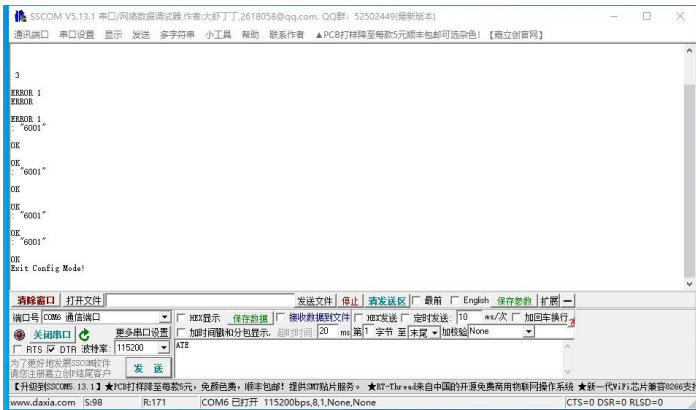 SSCOM V5.13.1 串口/网络数据调试器,作者:大虾丁丁,2618058@qq.com. QQ群: 52502449(最新版本)
通讯端口 串口设置 显示 发送 多字符串 小工具 帮助 联系作者 ▲PCB打样降至每款5元顺丰包邮可选杂色! 【嘉立创官网】
3
ERROR 1
ERROR
ERROR 1
: "6001"
OK
OK
: "6001"
OK
OK
: "6001"
OK
: "6001"
OK
Exit Config Mode!
清除窗口 打开文件 发送文件 停止 清发送区 最前 English 保存参数 扩展 —
端口号 COM6 通信端口 HEX显示 保存数据 接收数据到文件 HEX发送 定时发送: 10 ms/次 加回车换行
关闭串口 更多串口设置 加时间戳和分包显示. 超时时间 20 ms 第1 字节 至 末尾 加校验 None
RTS DTR 波特率: 115200 ATE
为了更好地发展SSCOM软件
请您注册嘉立创F结尾客户 发 送
【升级到SSCOM5.13.1】★PCB打样降至每款5元,免颜色费,顺丰包邮! 提供SMT贴片服务。 ★RT-Thread来自中国的开源免费商用物联网操作系统 ★新一代WiFi芯片兼容8266支持
www.daxia.com S:98 R:171 COM6 已打开 115200bps,8,1,None,None CTS=0 DSR=0 RLSD=0